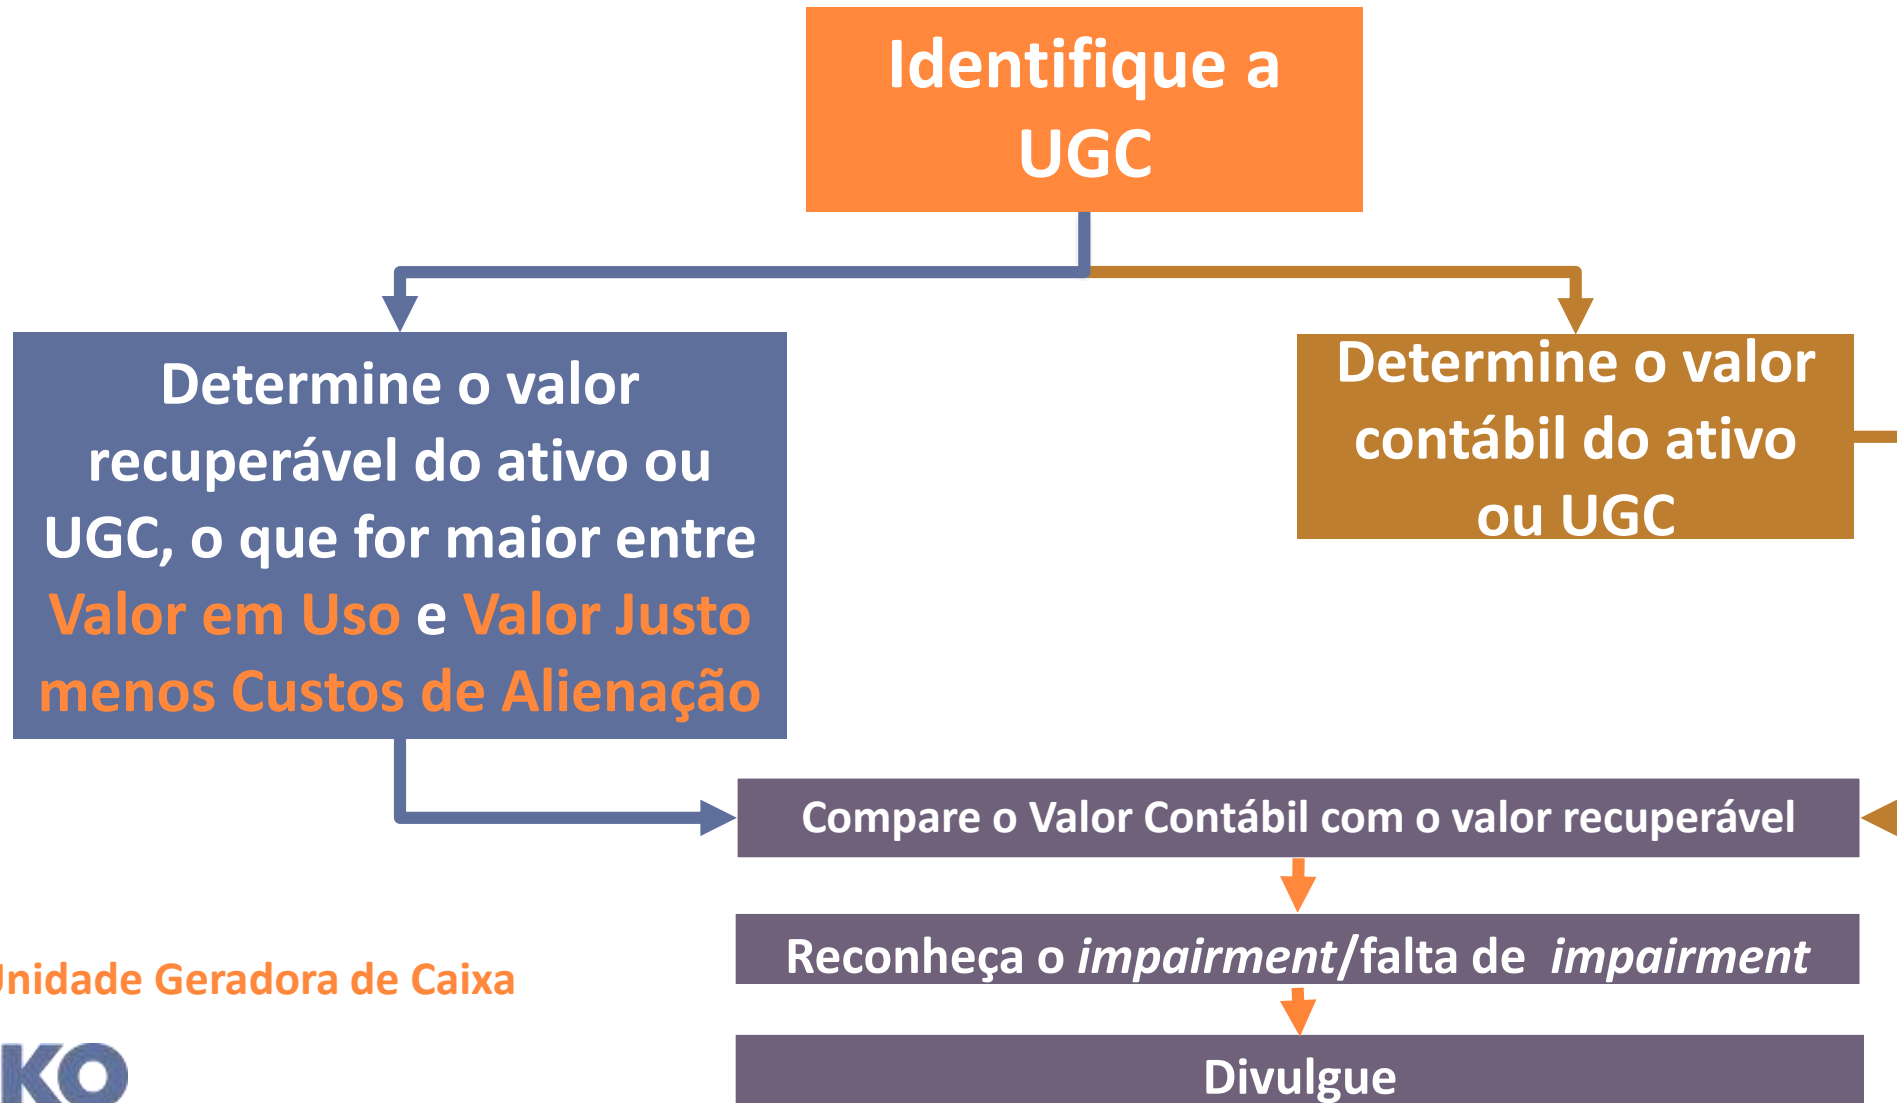 Identifique a
UGC
Determine o valor
recuperável do ativo ou
UGC, o que for maior entre
Valor em Uso e Valor Justo
menos Custos de Alienação
Determine o valor
contábil do ativo
ou UGC
Compare o Valor Contábil com o valor recuperável
Reconheça o impairment/falta de impairment
Divulgue
Unidade Geradora de Caixa
KO